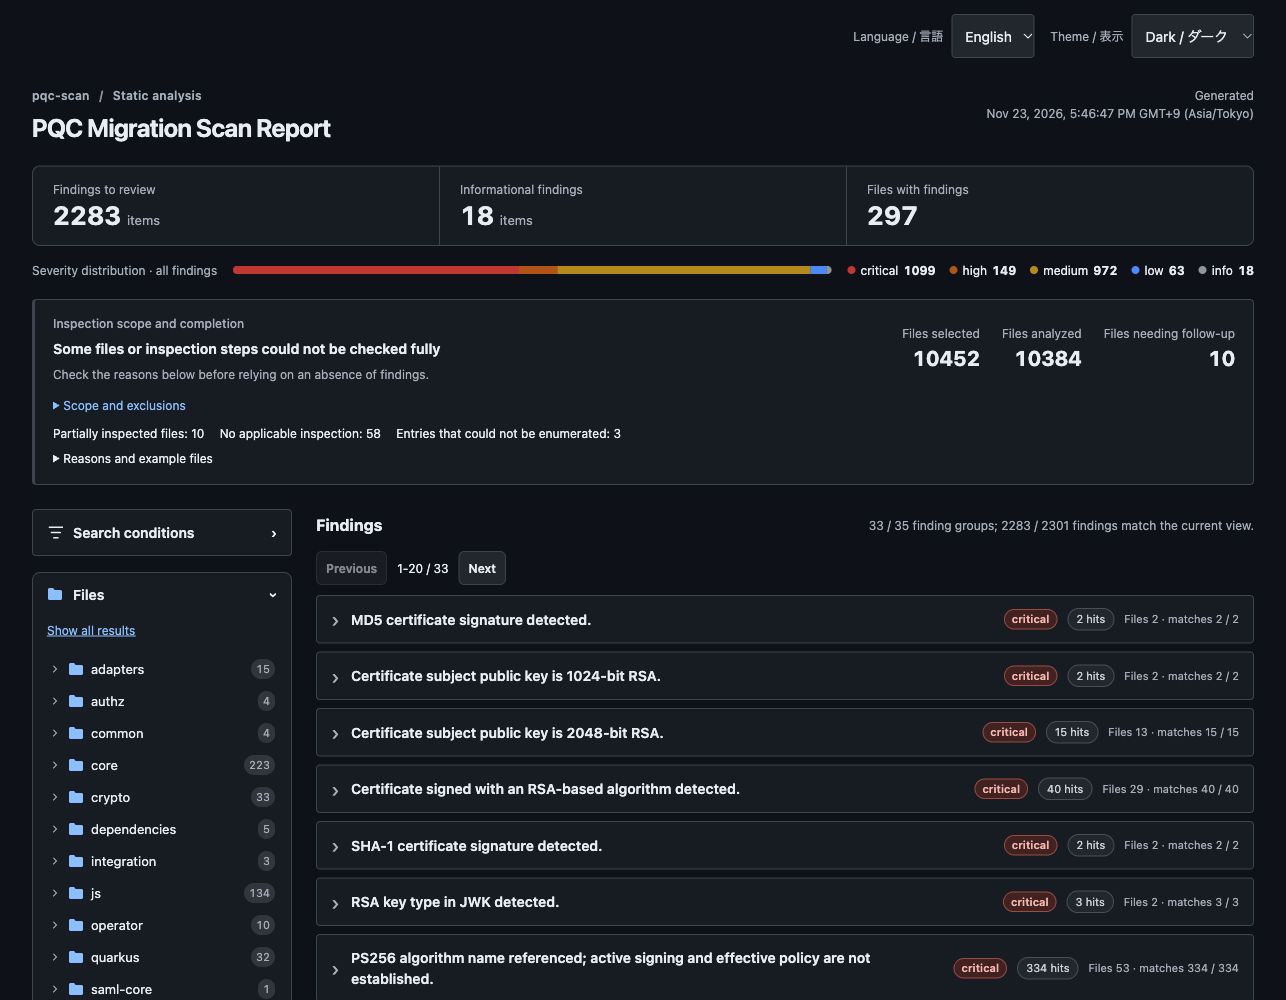 Language / 言語
English
Theme / 表示
Dark / ダーク
pqc-scan / Static analysis
PQC Migration Scan Report
Generated
Nov 23, 2026, 5:46:47 PM GMT+9 (Asia/Tokyo)
Findings to review
2283 items
Informational findings
18 items
Files with findings
297
Severity distribution · all findings
critical 1099
high 149
medium 972
low 63
info 18
Inspection scope and completion
Some files or inspection steps could not be checked fully
Check the reasons below before relying on an absence of findings.
Files selected
10452
Files analyzed
10384
Files needing follow-up
10
Scope and exclusions
Partially inspected files: 10
No applicable inspection: 58
Entries that could not be enumerated: 3
Reasons and example files
Search conditions
Files
Show all results
adapters 15
authz 4
common 4
core 223
crypto 33
dependencies 5
integration 3
js 134
operator 10
quarkus 32
saml-core 1
Findings
33 / 35 finding groups; 2283 / 2301 findings match the current view.
Previous
1-20 / 33
Next
MD5 certificate signature detected. critical 2 hits Files 2 · matches 2 / 2
Certificate subject public key is 1024-bit RSA. critical 2 hits Files 2 · matches 2 / 2
Certificate subject public key is 2048-bit RSA. critical 15 hits Files 13 · matches 15 / 15
Certificate signed with an RSA-based algorithm detected. critical 40 hits Files 29 · matches 40 / 40
SHA-1 certificate signature detected. critical 2 hits Files 2 · matches 2 / 2
RSA key type in JWK detected. critical 3 hits Files 2 · matches 3 / 3
PS256 algorithm name referenced; active signing and effective policy are not
established.
critical 334 hits Files 53 · matches 334 / 334